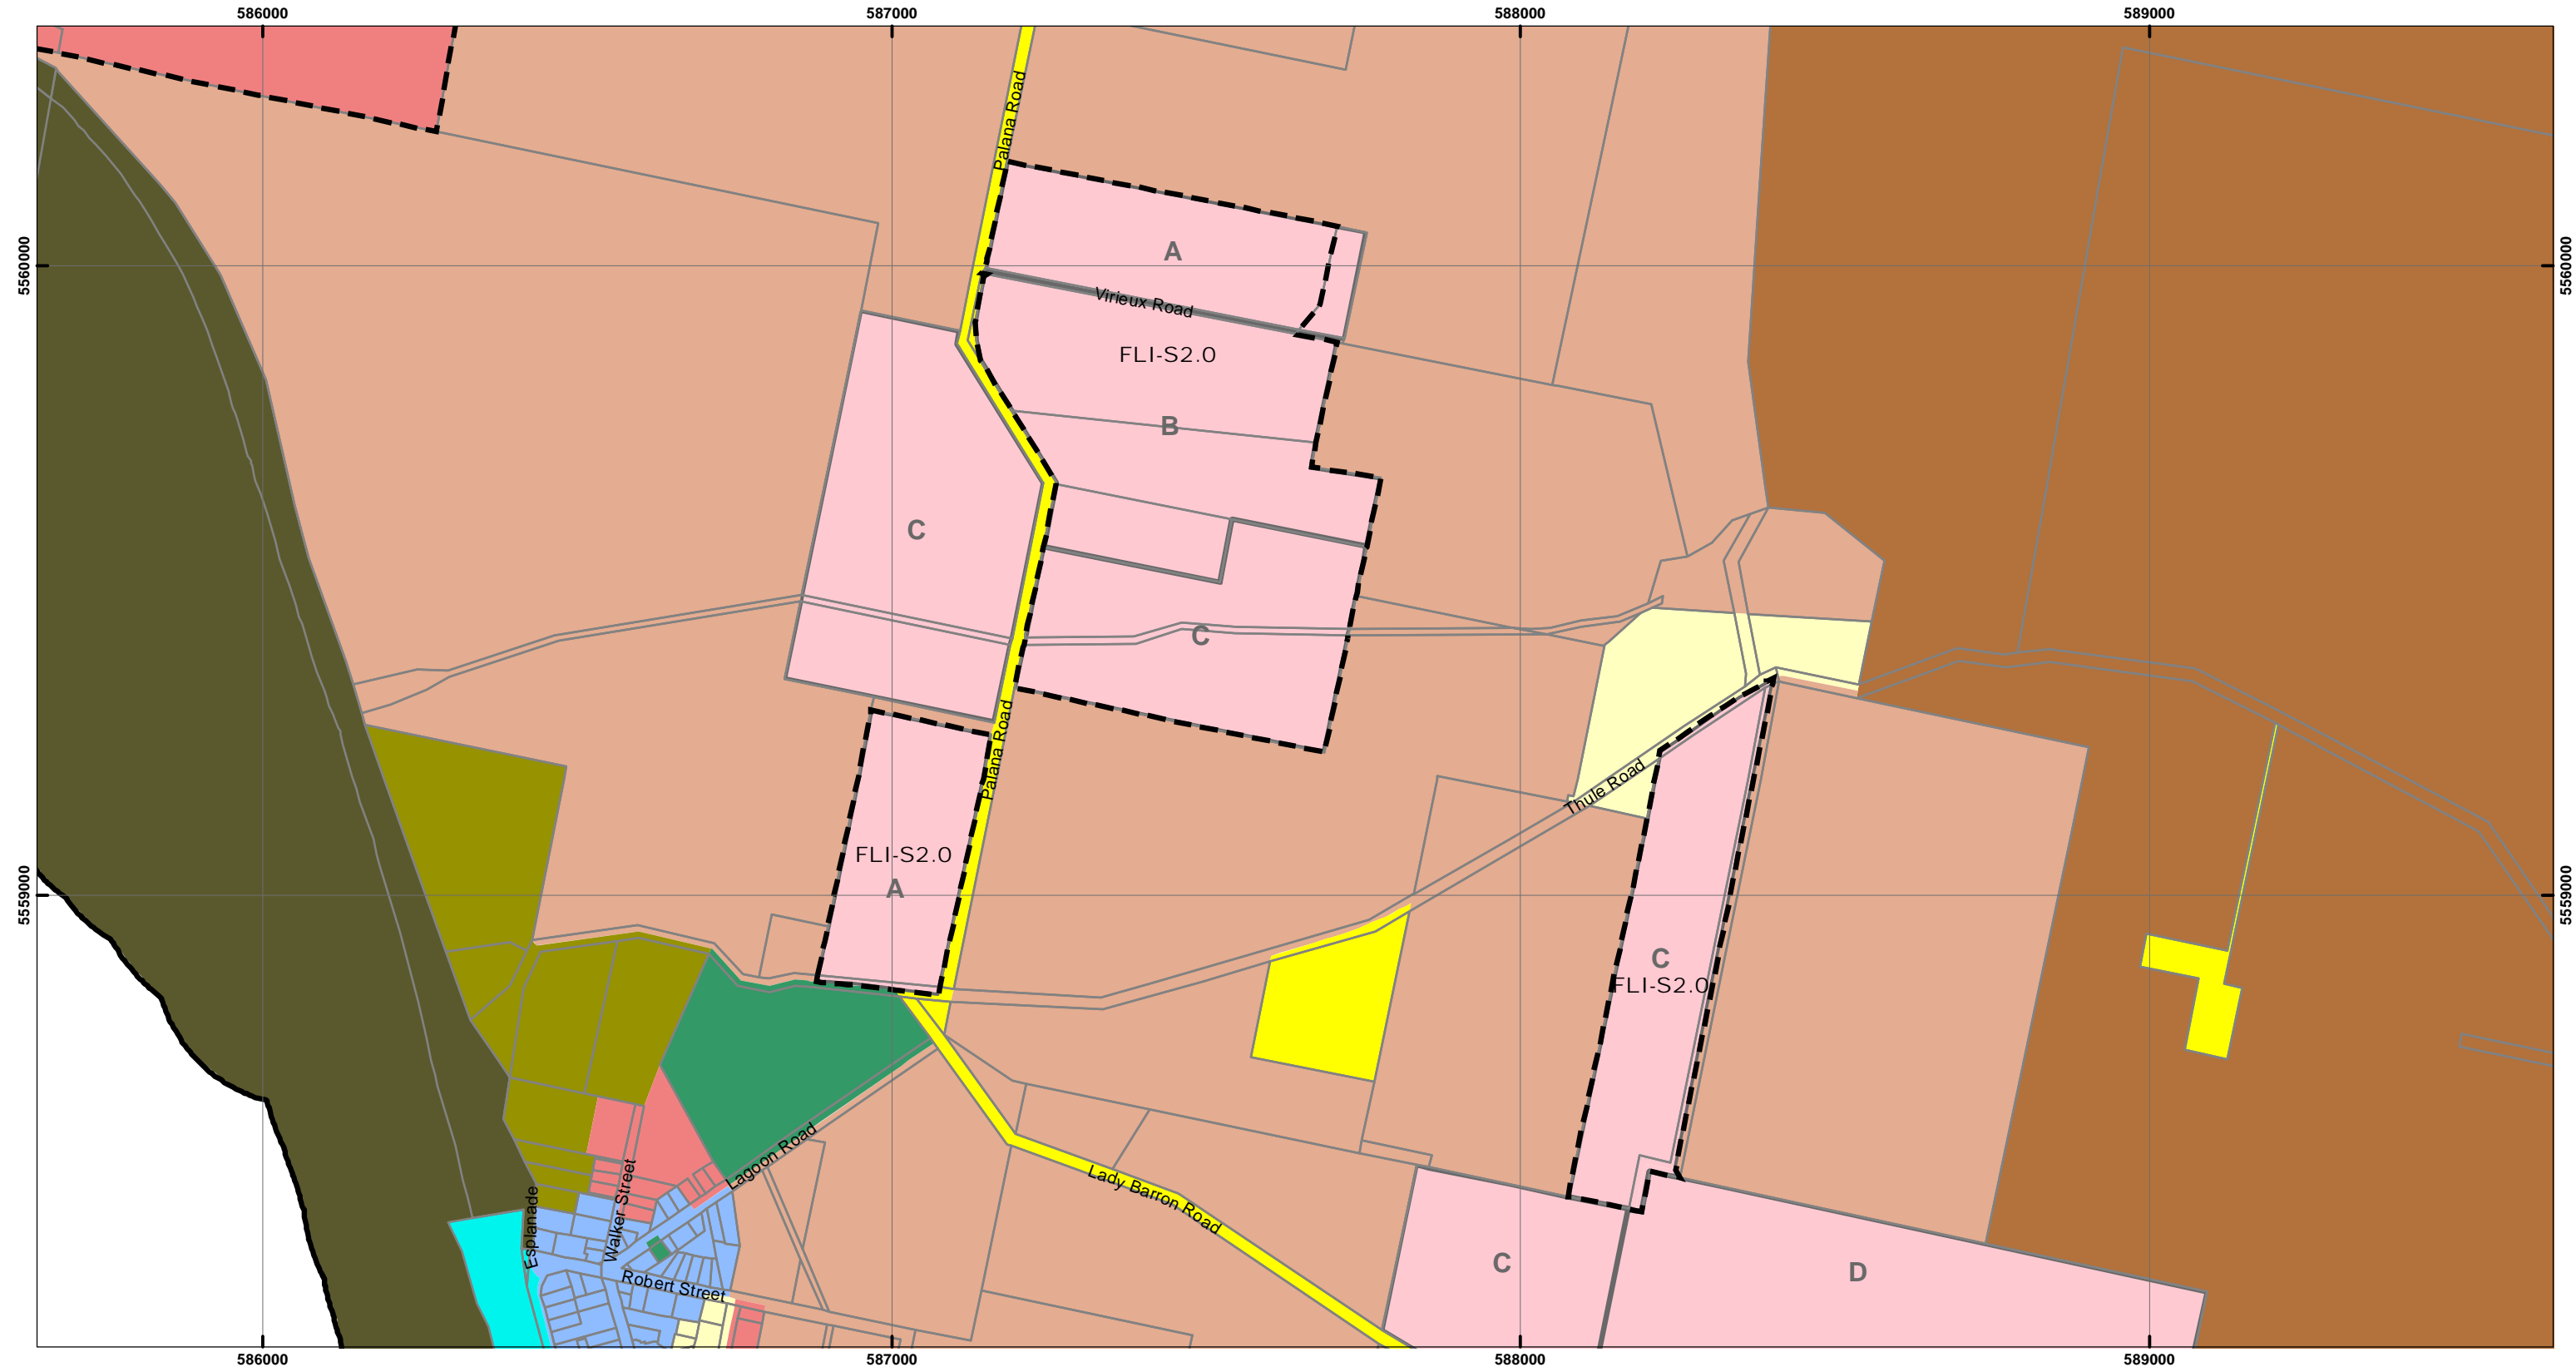 586000
587000
588000
589000
Palana Road
A
5560000
5560000
Virieux Road
FLI-S2.0
B
C
C
Palana Road
Thule Road
FLI-S2.0
A
5559000
5559000
C
FLI-S2.0
Lagoon Road
Lady Barron Road
Walker Street
Esplanade
C
D
Robert Street
586000
587000
588000
589000